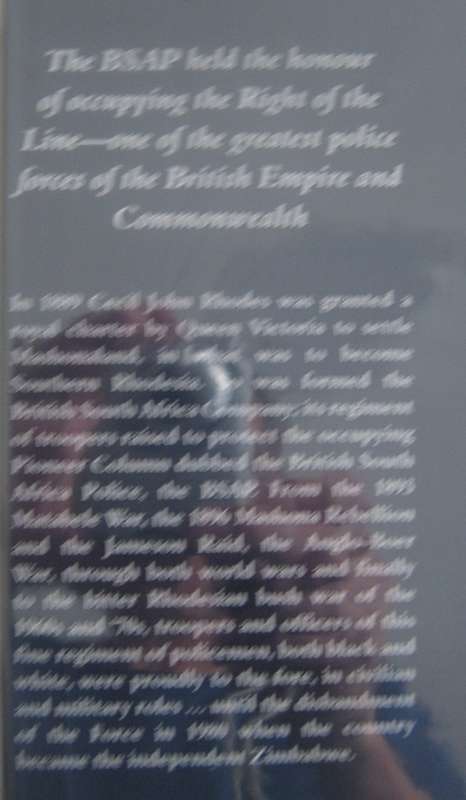 The BSAP held the honour
of occupying the Right of the
Line—one of the greatest police
forces of the British Empire and
Commonwealth
In 1889 Cecil John Rhodes was granted a
royal charter by Queen Victoria to settle
Mashonaland, in what was to become
Southern Rhodesia. So was formed the
British South Africa Company, its regiment
of troopers raised to protect the occupying
Pioneer Column dubbed the British South
Africa Police, the BSAP. From the 1893
Matabele War, the 1896 Mashona Rebellion
and the Jameson Raid, the Anglo-Boer
War, through both world wars and finally
to the bitter Rhodesian bush war of the
1960s and '70s, troopers and officers of this
fine regiment of policemen, both black and
white, were proudly to the fore, in civilian
and military roles ... until the disbandment
of the Force in 1980 when the country
became the independent Zimbabwe.